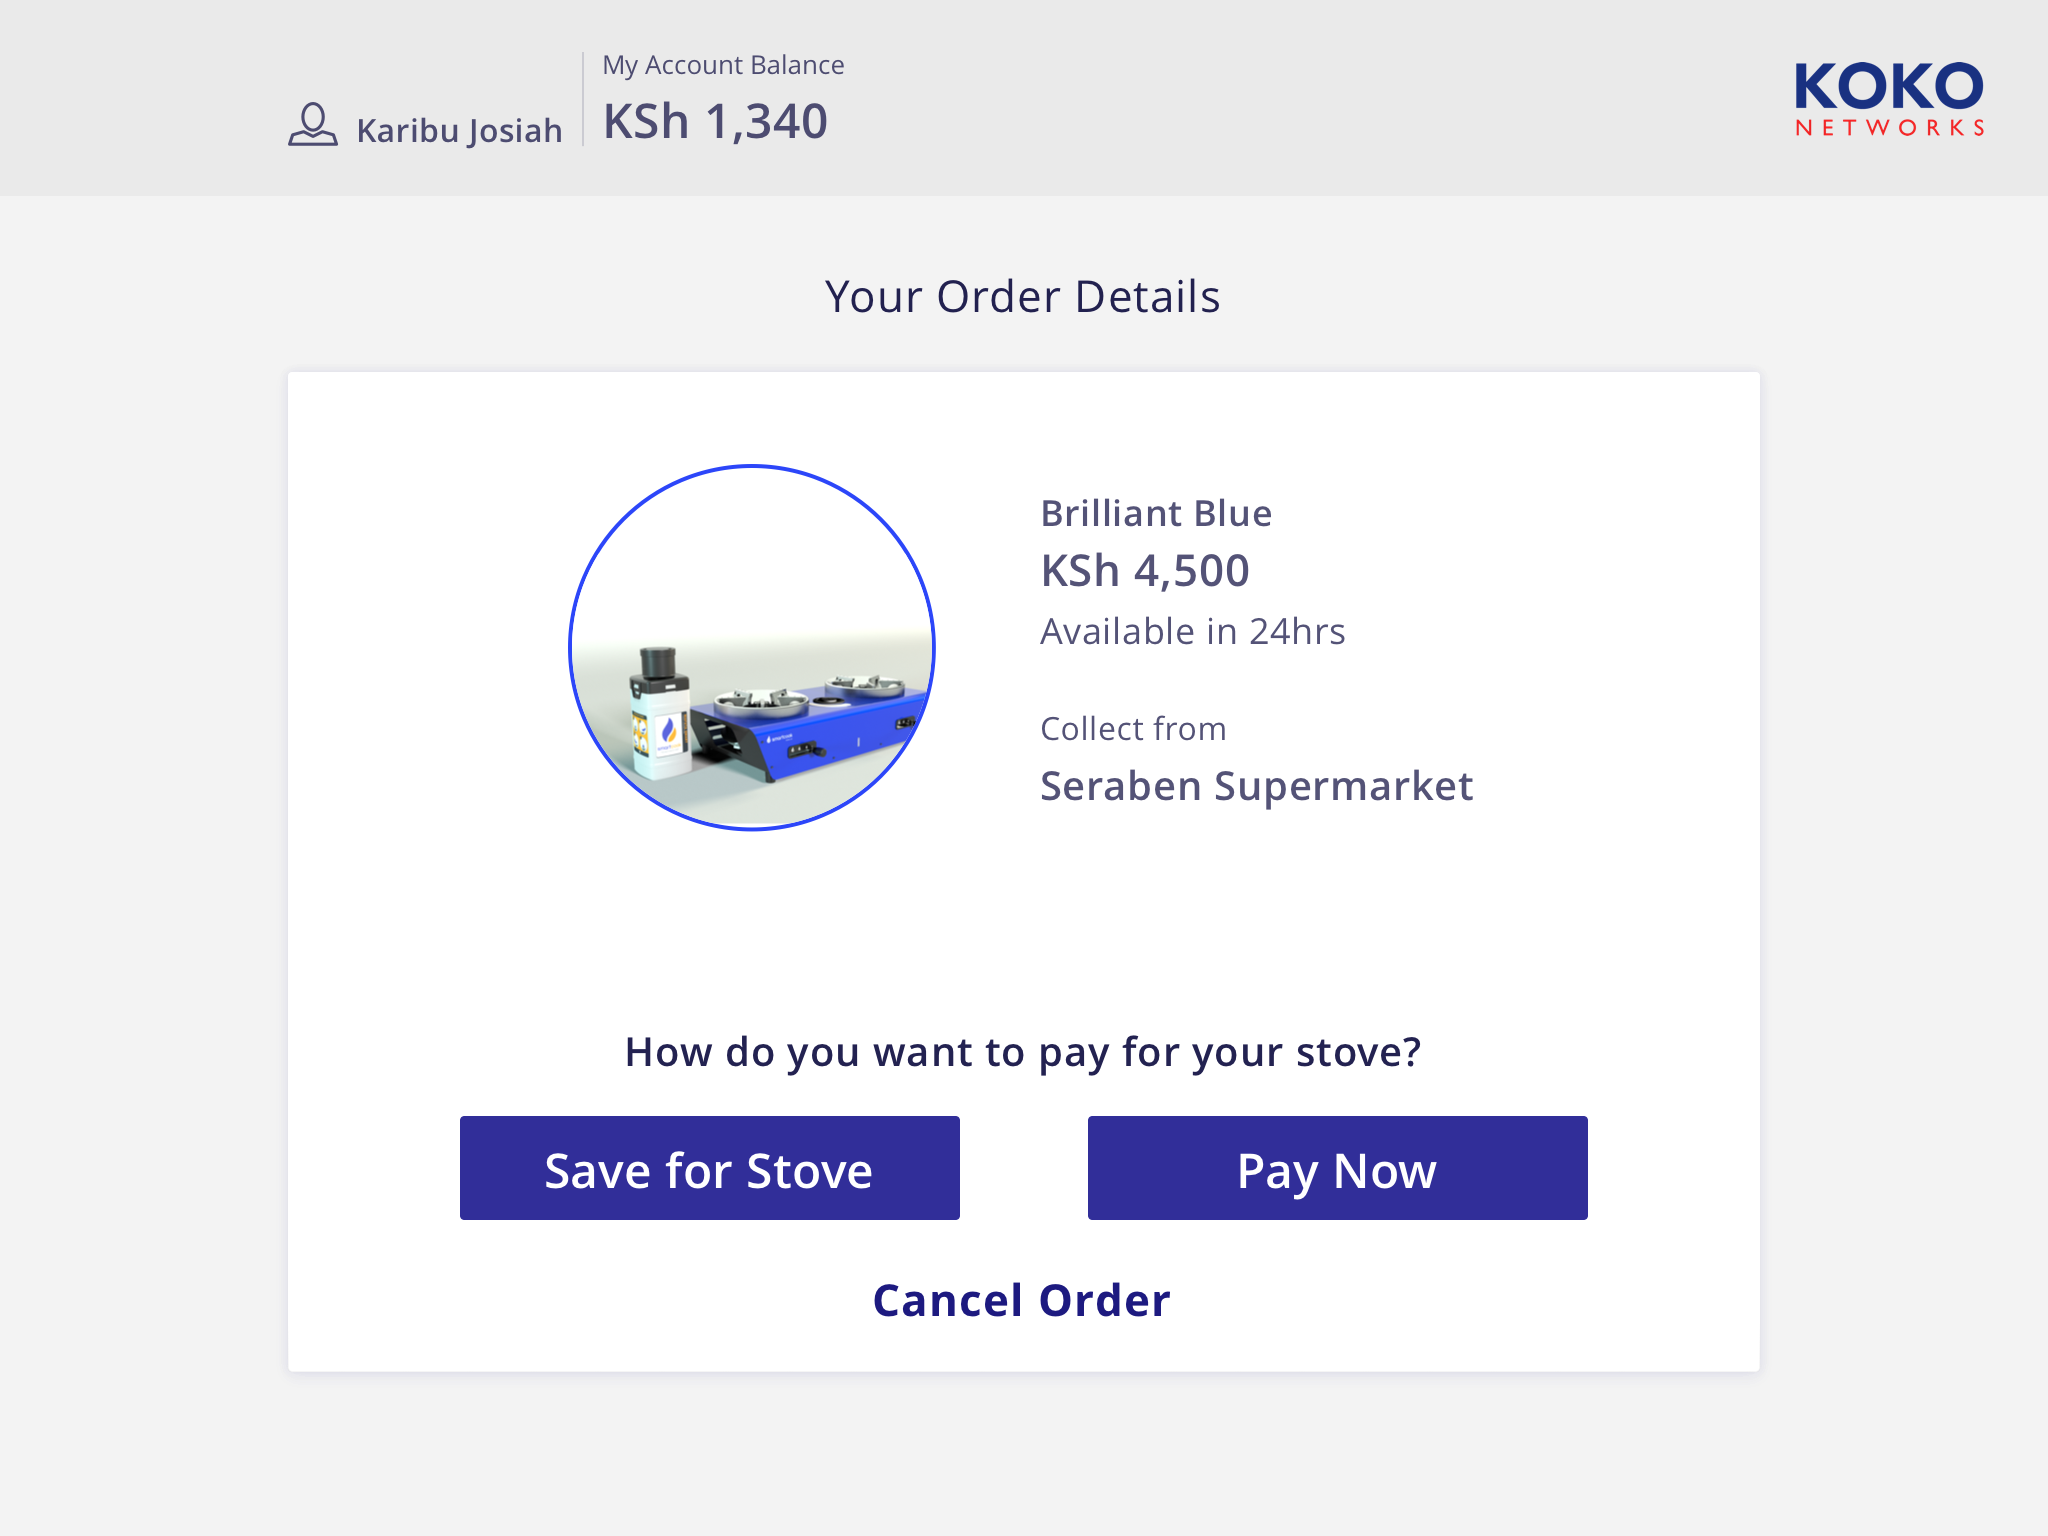 My Account Balance
Karibu Josiah
KSh 1,340
KOKO
NETWORKS
Your Order Details
Brilliant Blue
KSh 4,500
Available in 24hrs
Collect from
Seraben Supermarket
How do you want to pay for your stove?
Save for Stove
Pay Now
Cancel Order